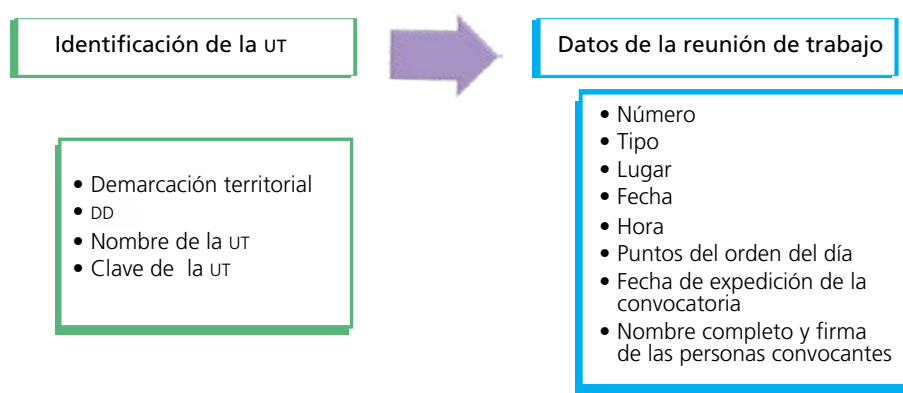 Identificación de la UT
• Demarcación territorial
• DD
• Nombre de la UT
• Clave de la UT
Datos de la reunión de trabajo
• Número
• Tipo
• Lugar
• Fecha
• Hora
• Puntos del orden del día
• Fecha de expedición de la
convocatoria
• Nombre completo y firma
de las personas convocantes